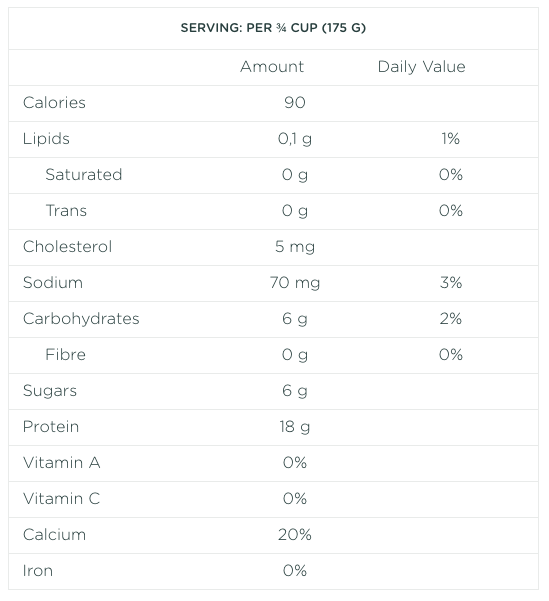 SERVING: PER ¾ CUP (175 G)
Amount Daily Value
Calories 90
Lipids 0,1 g 1%
Saturated 0 g 0%
Trans 0 g 0%
Cholesterol 5 mg
Sodium 70 mg 3%
Carbohydrates 6 g 2%
Fibre 0 g 0%
Sugars 6 g
Protein 18 g
Vitamin A 0%
Vitamin C 0%
Calcium 20%
Iron 0%